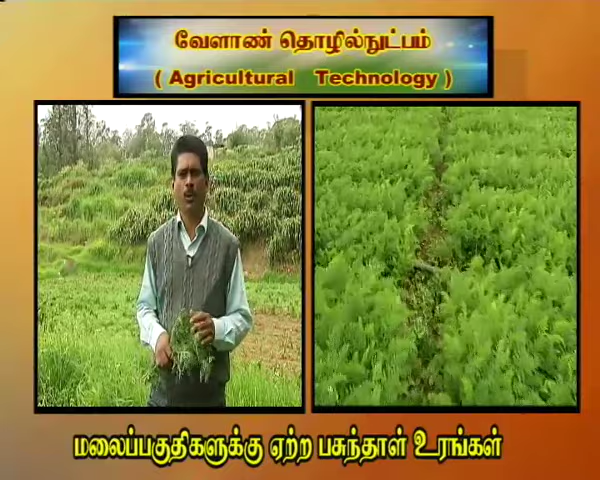 வேளாண் தொழில்நுட்பம்
( Agricultural Technology )
மலைப்பகுதிகளுக்கு ஏற்ற பசுந்தாள் உரங்கள்